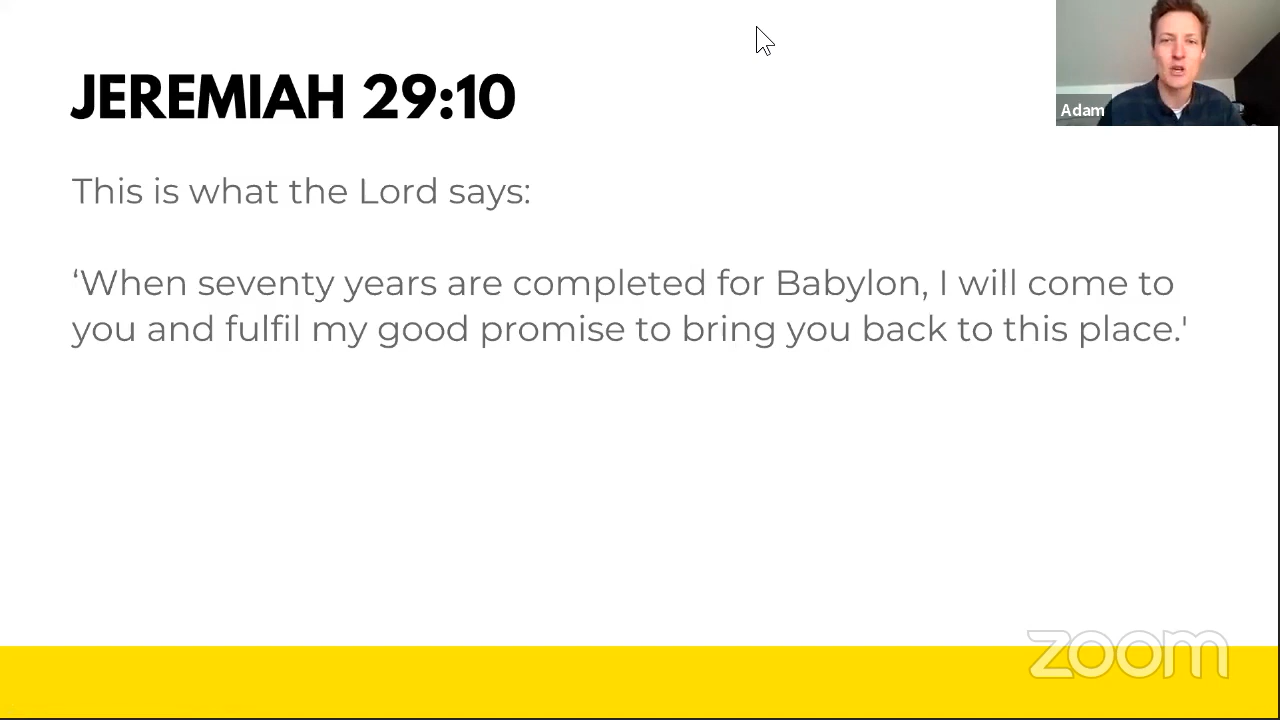 JEREMIAH 29:10
Adam
This is what the Lord says:
‘When seventy years are completed for Babylon, I will come to
you and fulfil my good promise to bring you back to this place.'
zoom